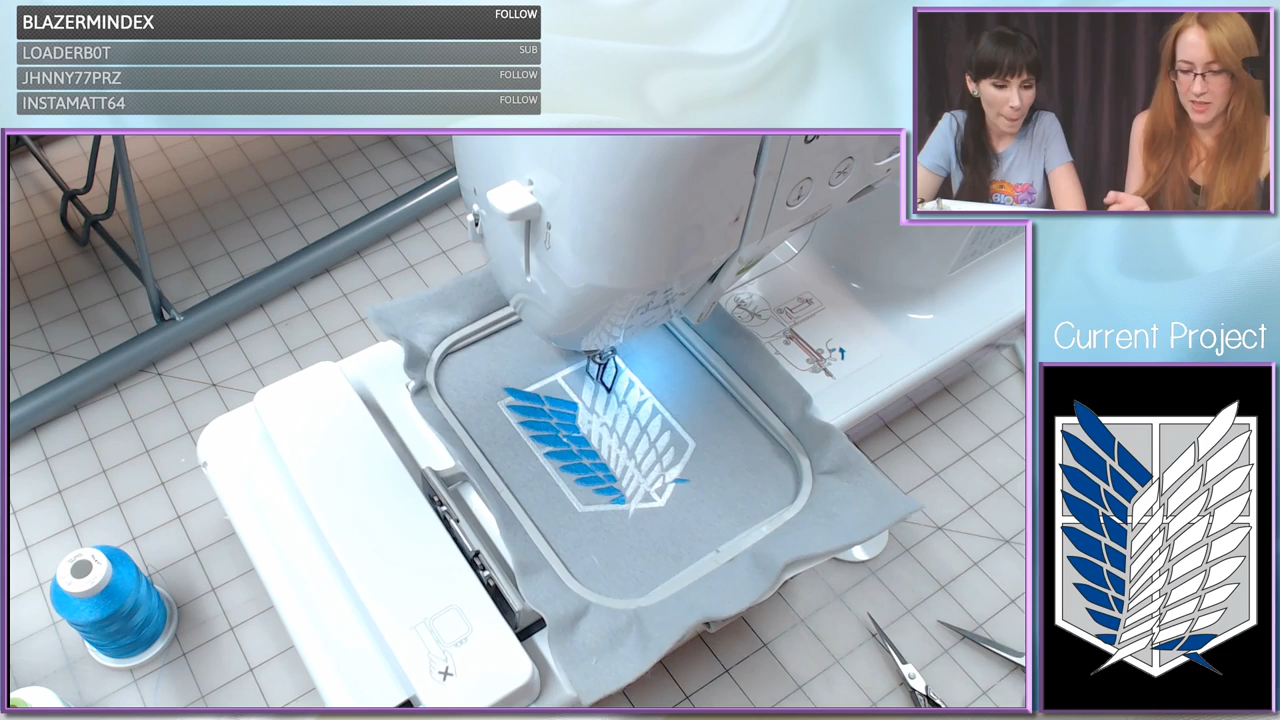 BLAZERMINDEX FOLLOW
LOADERB0T SUB
JHNNY77PRZ FOLLOW
INSTAMATT64 FOLLOW
Current Project